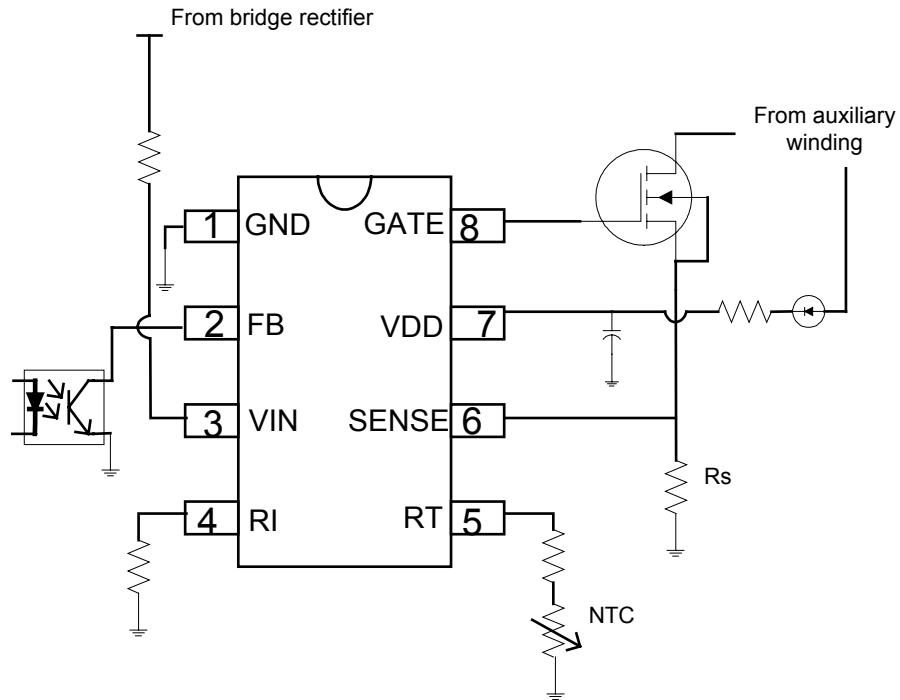 From bridge rectifier
From auxiliary
winding
1 GND GATE 8
2 FB VDD 7
3 VIN SENSE 6
Rs
4 RI RT 5
NTC